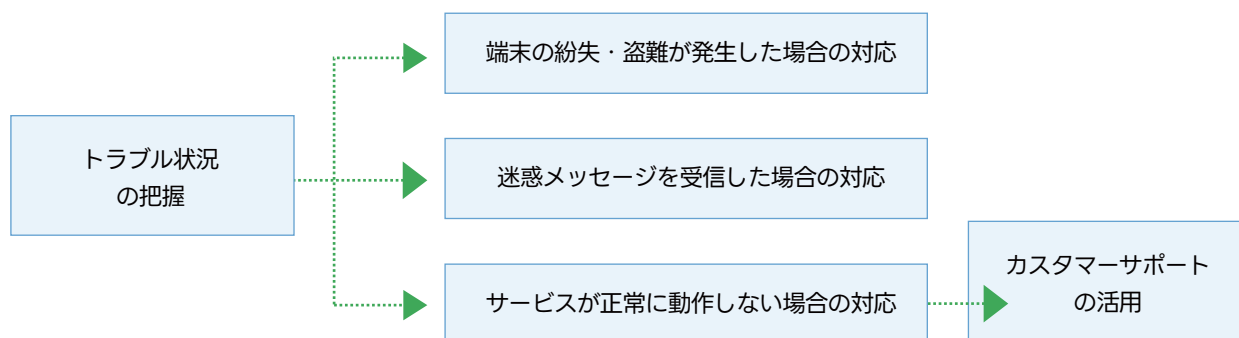 端末の紛失・盗難が発生した場合の対応
トラブル状況
の把握
迷惑メッセージを受信した場合の対応
サービスが正常に動作しない場合の対応
カスタマーサポート
の活用